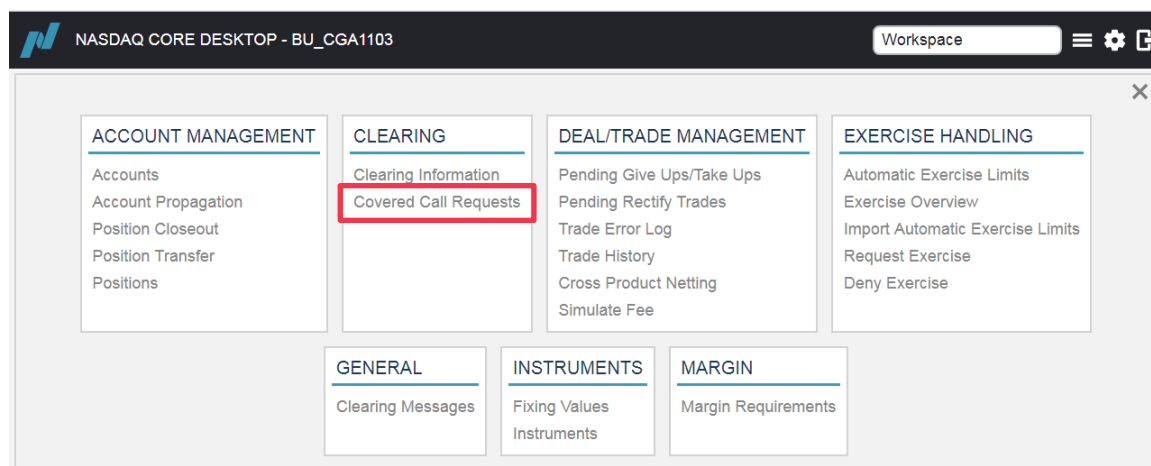 NASDAQ CORE DESKTOP - BU_CGA1103
Workspace
ACCOUNT MANAGEMENT
Accounts
Account Propagation
Position Closeout
Position Transfer
Positions
CLEARING
Clearing Information
Covered Call Requests
DEAL/TRADE MANAGEMENT
Pending Give Ups/Take Ups
Pending Rectify Trades
Trade Error Log
Trade History
Cross Product Netting
Simulate Fee
EXERCISE HANDLING
Automatic Exercise Limits
Exercise Overview
Import Automatic Exercise Limits
Request Exercise
Deny Exercise
GENERAL
Clearing Messages
INSTRUMENTS
Fixing Values
Instruments
MARGIN
Margin Requirements